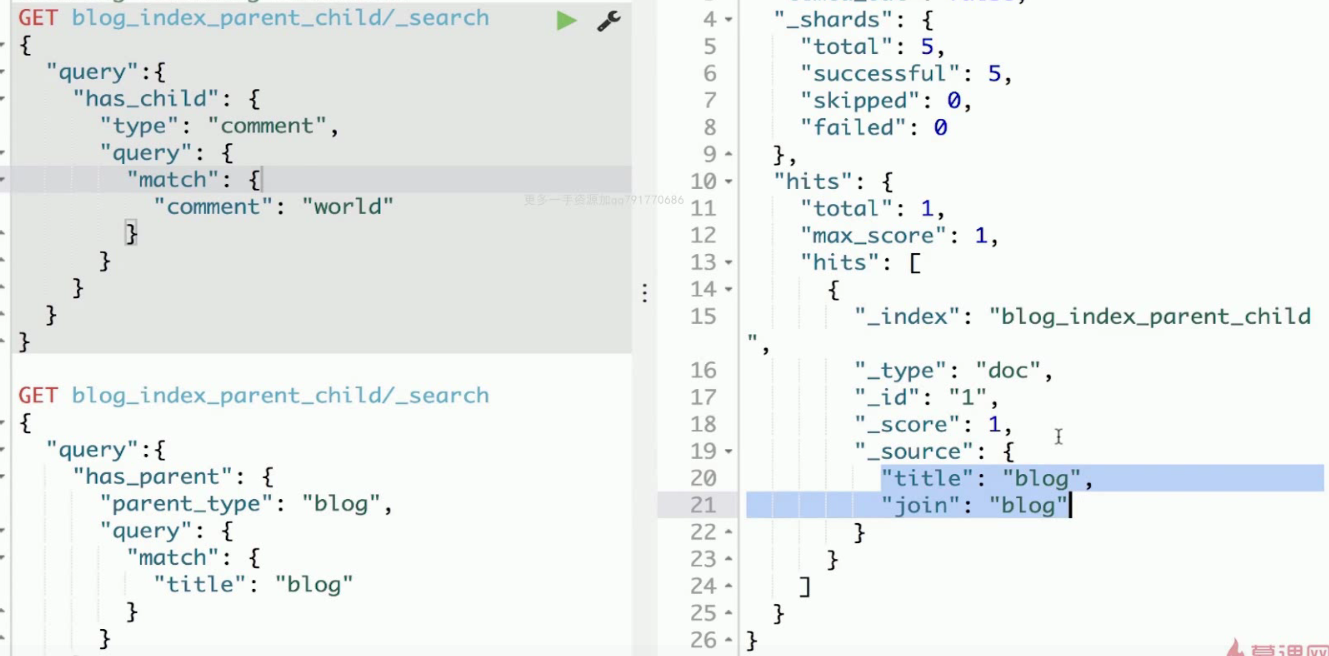 GET blog_index_parent_child/_search
{
"query":{
"has_child": {
"type": "comment",
"query": {
"match": {
"comment": "world"
}
}
}
}
}
GET blog_index_parent_child/_search
{
"query":{
"has_parent": {
"parent_type": "blog",
"query": {
"match": {
"title": "blog"
}
}
4 "_shards": {
5 "total": 5,
6 "successful": 5,
7 "skipped": 0,
8 "failed": 0
9 },
10 "hits": {
11 "total": 1,
12 "max_score": 1,
13 "hits": [
14 {
15 "_index": "blog_index_parent_child
",
16 "_type": "doc",
17 "_id": "1",
18 "_score": 1,
19 "_source": {
20 "title": "blog",
21 "join": "blog"
22 }
23 }
24 ]
25 }
26 }
慕课网